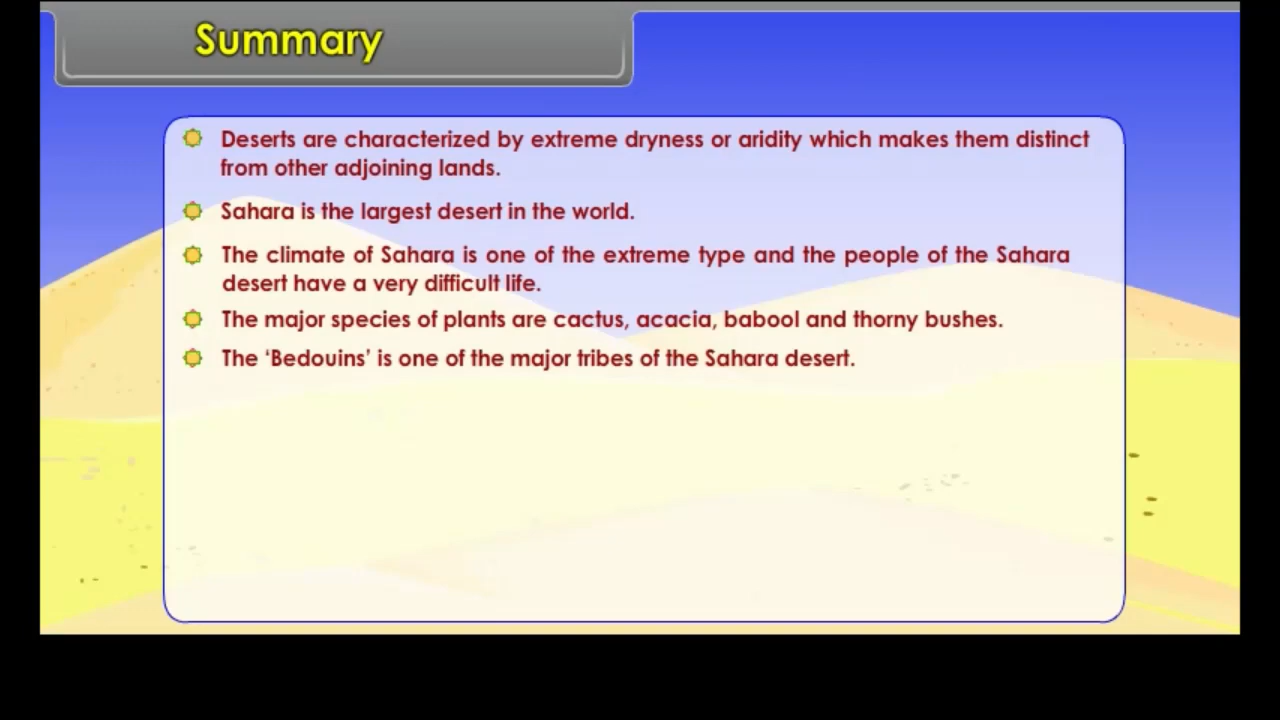 Summary
Deserts are characterized by extreme dryness or aridity which makes them distinct
from other adjoining lands.
Sahara is the largest desert in the world.
The climate of Sahara is one of the extreme type and the people of the Sahara
desert have a very difficult life.
The major species of plants are cactus, acacia, babool and thorny bushes.
The ‘Bedouins’ is one of the major tribes of the Sahara desert.